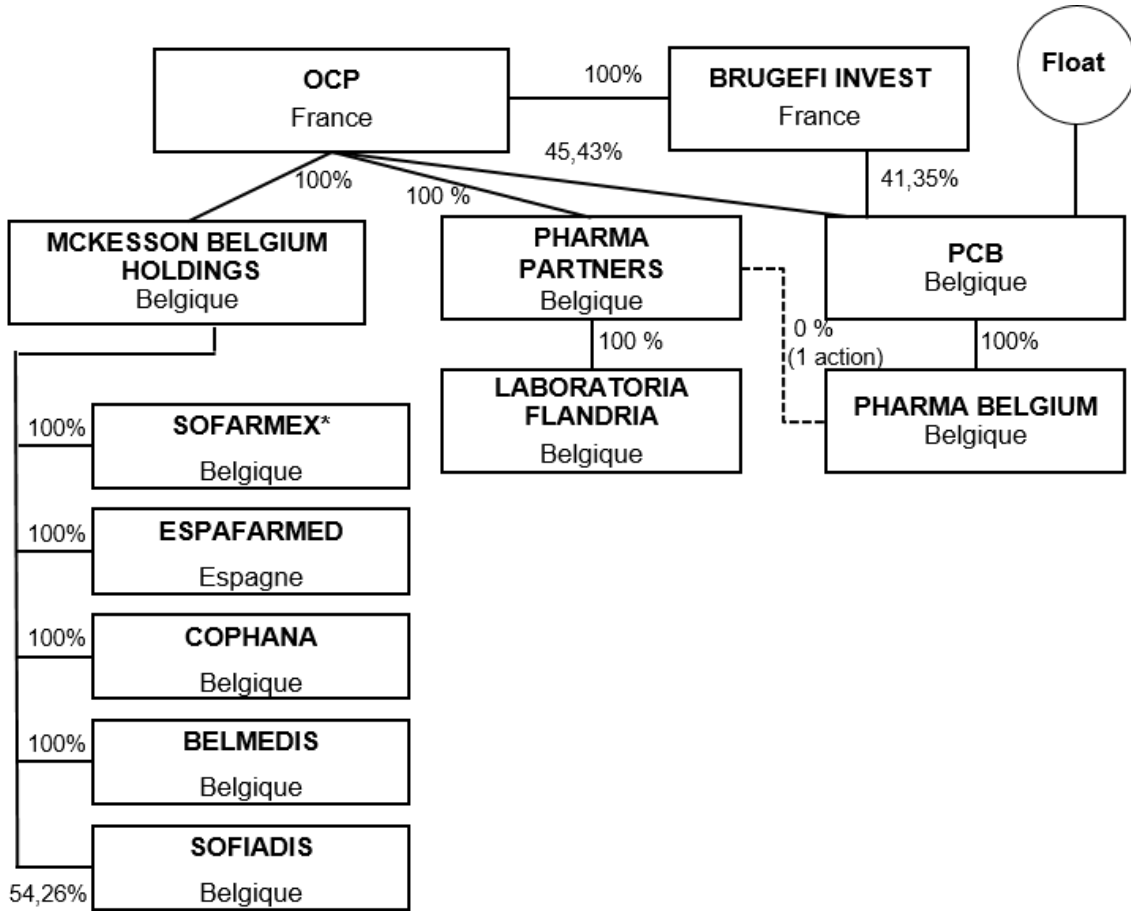 OCP
France
100%
BRUGEFI INVEST
France
Float
100%
100 %
45,43%
41,35%
MCKESSON BELGIUM
HOLDINGS
Belgique
PHARMA
PARTNERS
Belgique
PCB
Belgique
100 %
0 %
(1 action)
100%
LABORATORIA
FLANDRIA
Belgique
PHARMA BELGIUM
Belgique
100%
SOFARMEX*
Belgique
100%
ESPAFARMED
Espagne
100%
COPHANA
Belgique
100%
BELMEDIS
Belgique
54,26%
SOFIADIS
Belgique